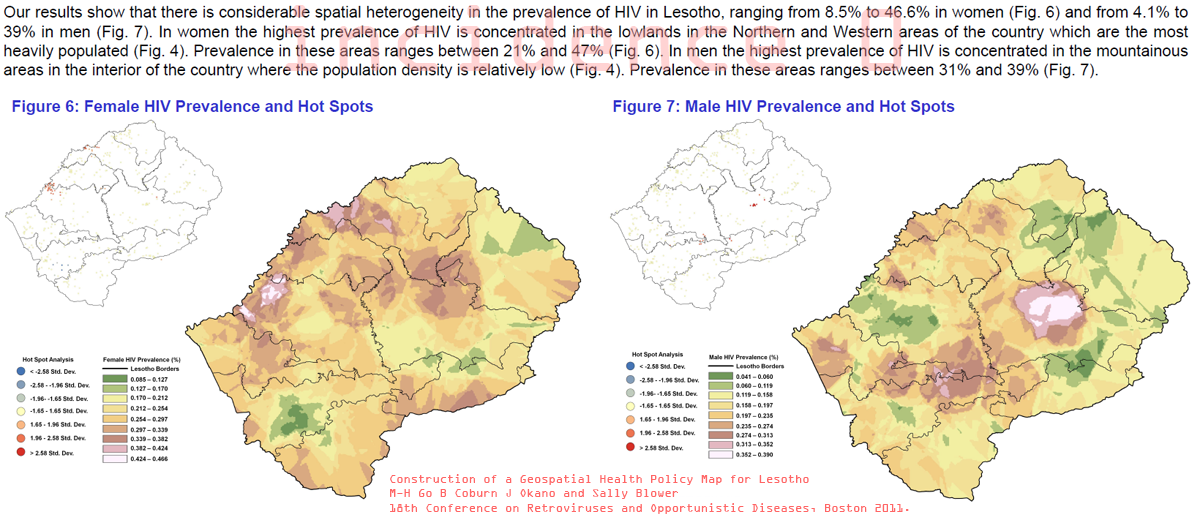 Our results show that there is considerable spatial heterogeneity in the prevalence of HIV in Lesotho, ranging from 8.5% to 46.6% in women (Fig. 6) and from 4.1% to
39% in men (Fig. 7). In women the highest prevalence of HIV is concentrated in the lowlands in the Northern and Western areas of the country which are the most
heavily populated (Fig. 4). Prevalence in these areas ranges between 21% and 47% (Fig. 6). In men the highest prevalence of HIV is concentrated in the mountainous
areas in the interior of the country where the population density is relatively low (Fig. 4). Prevalence in these areas ranges between 31% and 39% (Fig. 7).
incidence 0
Figure 6: Female HIV Prevalence and Hot Spots
Hot Spot Analysis
< -2.58 Std. Dev.
-2.58 - -1.96 Std. Dev.
-1.96- -1.65 Std. Dev.
-1.65 - 1.65 Std. Dev.
1.65 - 1.96 Std. Dev.
1.96 - 2.58 Std. Dev.
> 2.58 Std. Dev.
Female HIV Prevalence (%)
Lesotho Borders
0.085 – 0.127
0.127 – 0.170
0.170 – 0.212
0.212 – 0.254
0.254 – 0.297
0.297 – 0.339
0.339 – 0.382
0.382 – 0.424
0.424 – 0.466
Figure 7: Male HIV Prevalence and Hot Spots
Hot Spot Analysis
< -2.58 Std. Dev.
-2.58 - -1.96 Std. Dev.
-1.96- -1.65 Std. Dev.
-1.65 - 1.65 Std. Dev.
1.65 - 1.96 Std. Dev.
1.96 - 2.58 Std. Dev.
> 2.58 Std. Dev.
Male HIV Prevalence (%)
Lesotho Borders
0.041 – 0.060
0.060 – 0.119
0.119 – 0.158
0.158 – 0.197
0.197 – 0.235
0.235 – 0.274
0.274 – 0.313
0.313 – 0.352
0.352 – 0.390
Construction of a Geospatial Health Policy Map for Lesotho
M-H Go B Coburn J Okano and Sally Blower
18th Conference on Retroviruses and Opportunistic Diseases, Boston 2011.